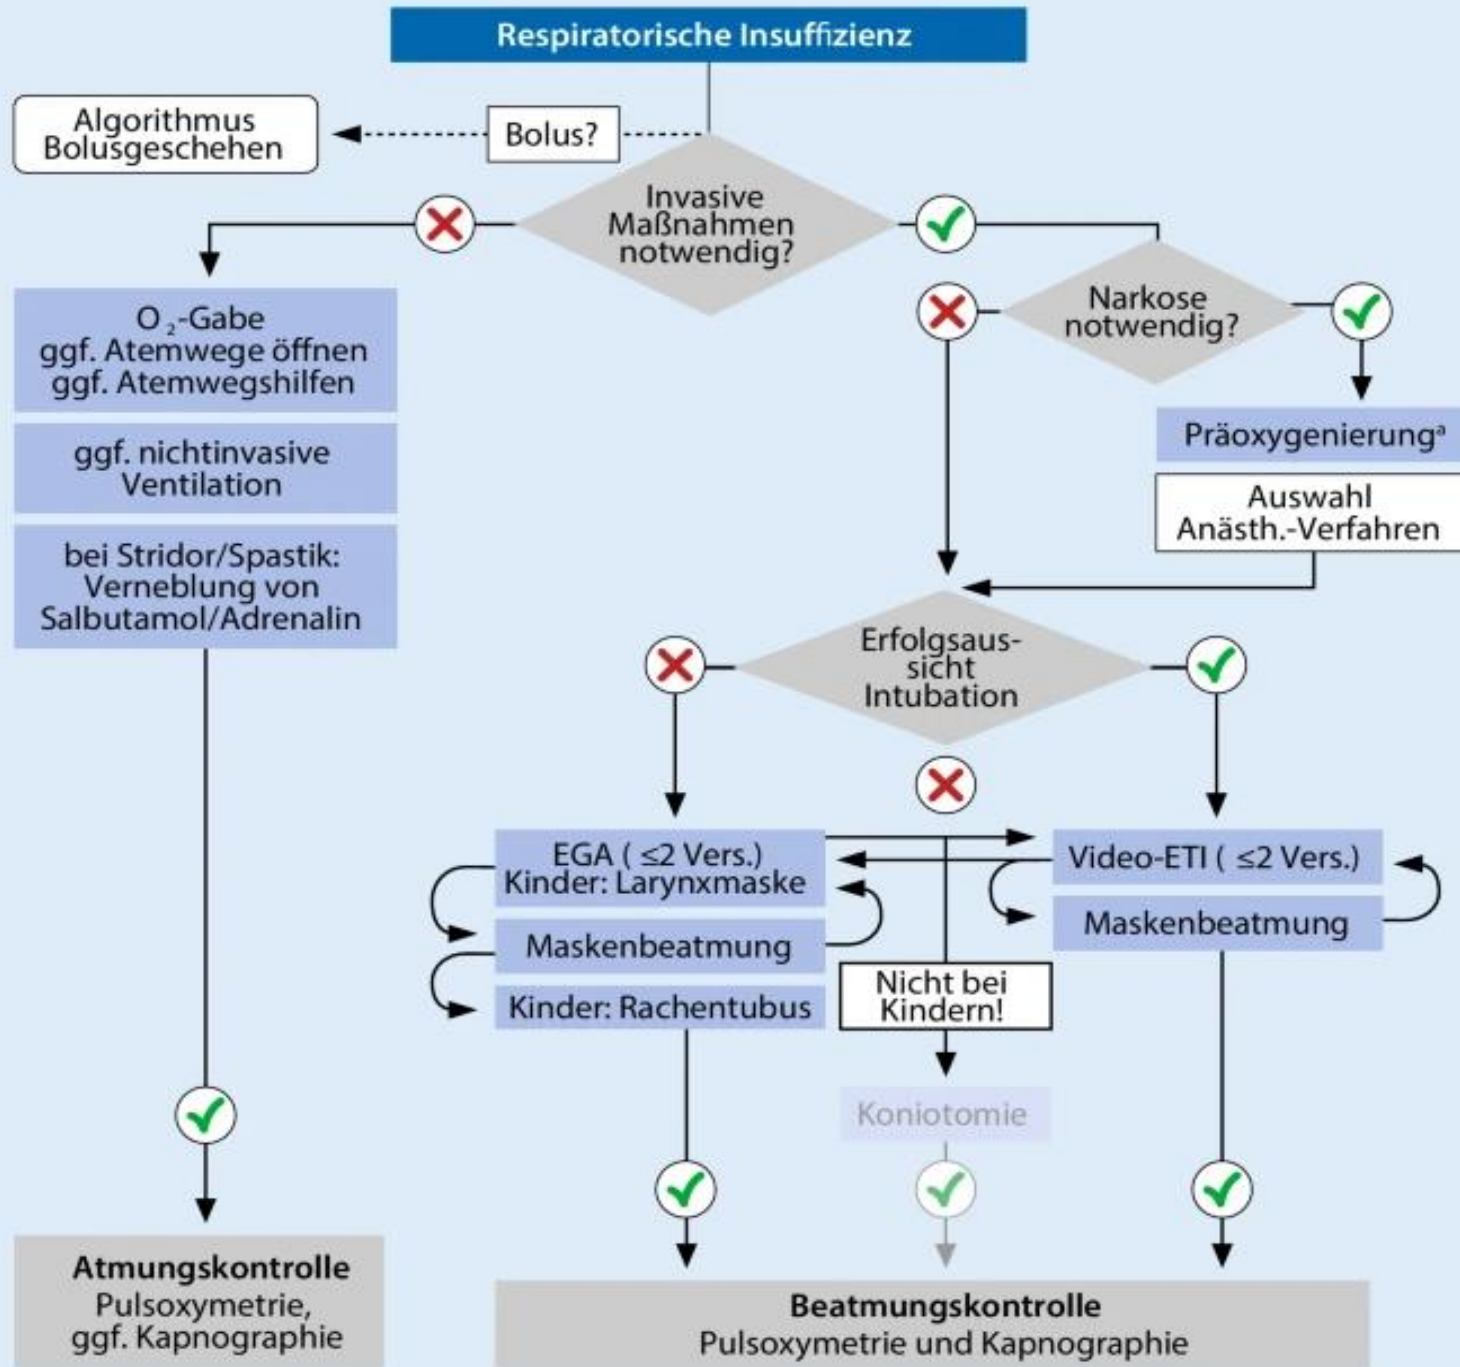 Respiratorische Insuffizienz
Algorithmus
Bolusgeschehen
Bolus?
Invasive
Maßnahmen
notwendig?
Narkose
notwendig?
O₂-Gabe
ggf. Atemwege öffnen
ggf. Atemwegshilfen
ggf. nichtinvasive
Ventilation
bei Stridor/Spastik:
Verneblung von
Salbutamol/Adrenalin
Präoxygenierungᵃ
Auswahl
Anästh.-Verfahren
Erfolgsaus-
sicht
Intubation
EGA ( ≤2 Vers.)
Kinder: Larynxmaske
Maskenbeatmung
Kinder: Rachentubus
Video-ETI ( ≤2 Vers.)
Maskenbeatmung
Nicht bei
Kindern!
Koniotomie
Atmungskontrolle
Pulsoxymetrie,
ggf. Kapnographie
Beatmungskontrolle
Pulsoxymetrie und Kapnographie